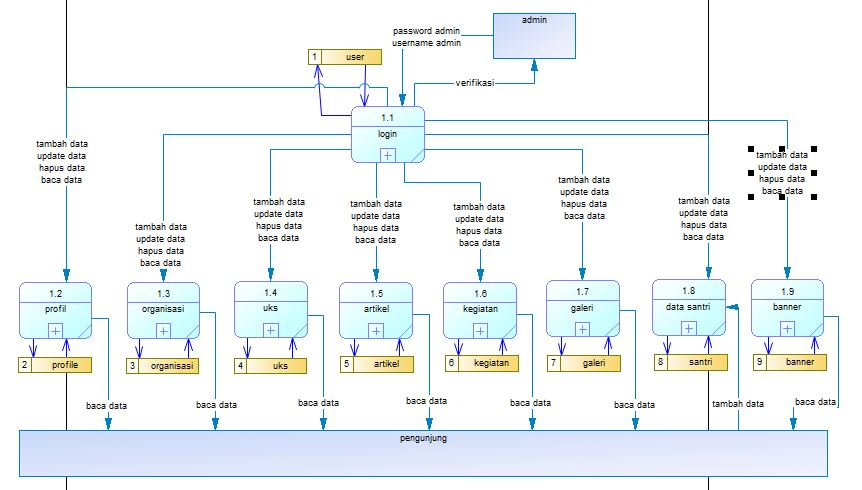 admin
password admin
username admin
1 user
verifikasi
1.1
login
tambah data
update data
hapus data
baca data
tambah data
update data
hapus data
baca data
tambah data
update data
hapus data
baca data
tambah data
update data
hapus data
baca data
tambah data
update data
hapus data
baca data
tambah data
update data
hapus data
baca data
tambah data
update data
hapus data
baca data
tambah data
update data
hapus data
baca data
1.2
profil
1.3
organisasi
1.4
uks
1.5
artikel
1.6
kegiatan
1.7
galeri
1.8
data santri
1.9
banner
2 profile
3 organisasi
4 uks
5 artikel
6 kegiatan
7 galeri
8 santri
9 banner
baca data
baca data
baca data
baca data
baca data
baca data
tambah data
baca data
pengunjung